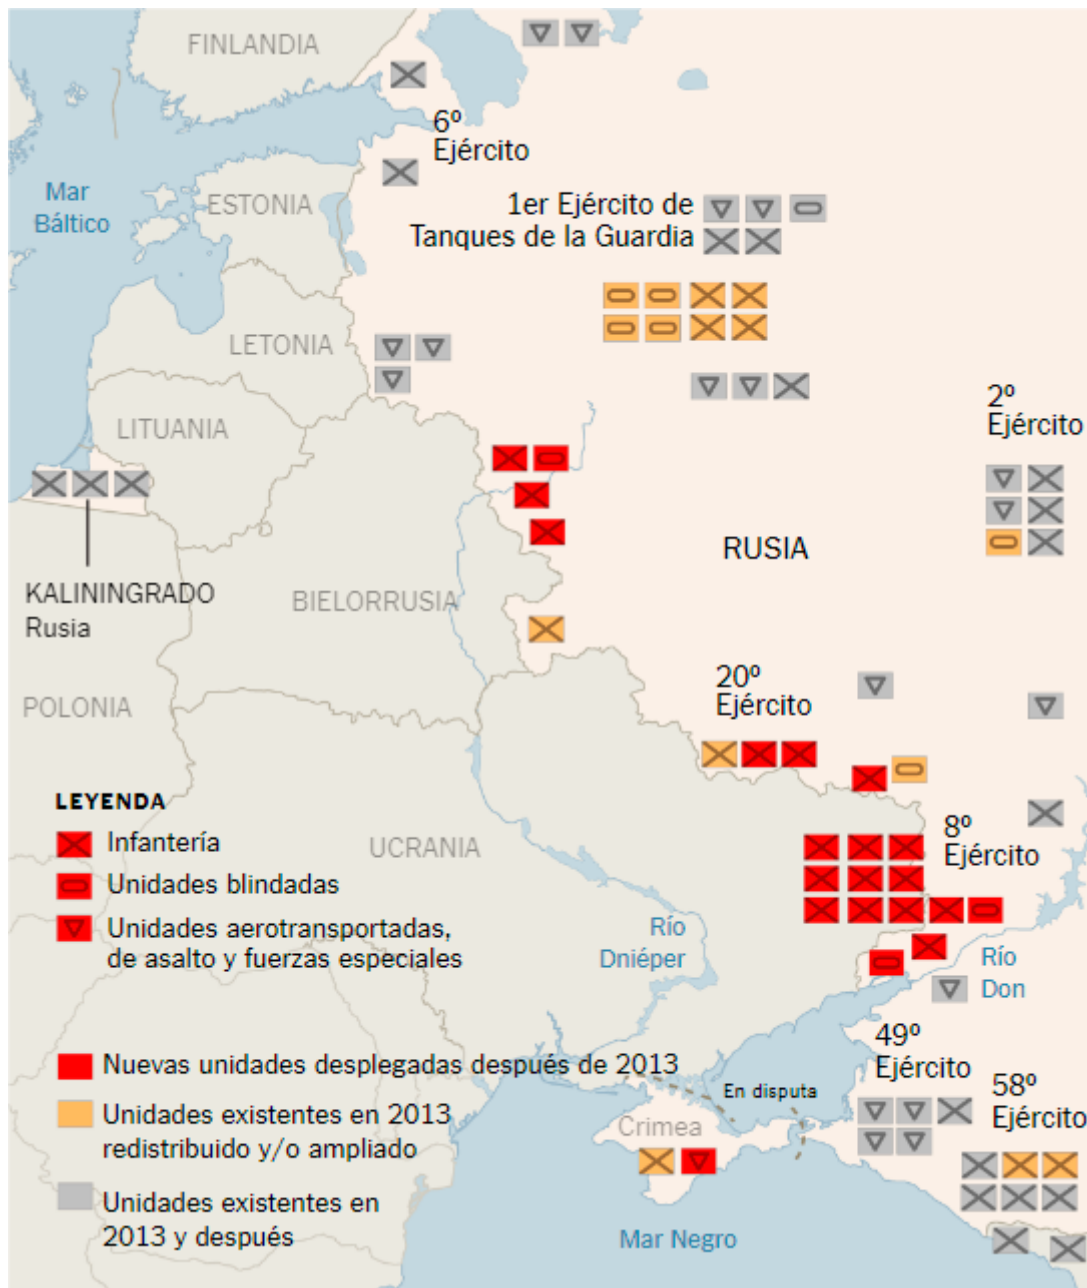 FINLANDIA
6º
Ejército
Mar
Báltico
ESTONIA
1er Ejército de
Tanques de la Guardia
LETONIA
2º
Ejército
LITUANIA
RUSIA
KALININGRADO
Rusia
BIELORRUSIA
20º
Ejército
POLONIA
LEYENDA
Infantería
Unidades blindadas
Unidades aerotransportadas,
de asalto y fuerzas especiales
UCRANIA
8º
Ejército
Río
Dniéper
Río
Don
Nuevas unidades desplegadas después de 2013
Unidades existentes en 2013
redistribuido y/o ampliado
Unidades existentes en
2013 y después
49º
Ejército
En disputa
58º
Ejército
Crimea
Mar Negro